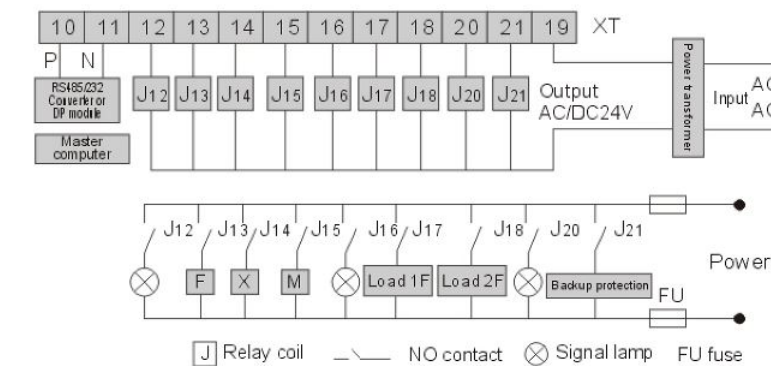 10 11 12 13 14 15 16 17 18 20 21 19 XT
P N
RS485/232
Converter or
DP module
J12 J13 J14 J15 J16 J17 J18 J20 J21
Output
AC/DC24V
Power transformer
Input
AC
AC
Master
computer
J12 J13 J14 J15 J16 J17 J18 J20 J21
F X M Load 1F Load 2F Backup protection
Power
FU
J Relay coil NO contact Signal lamp FU fuse